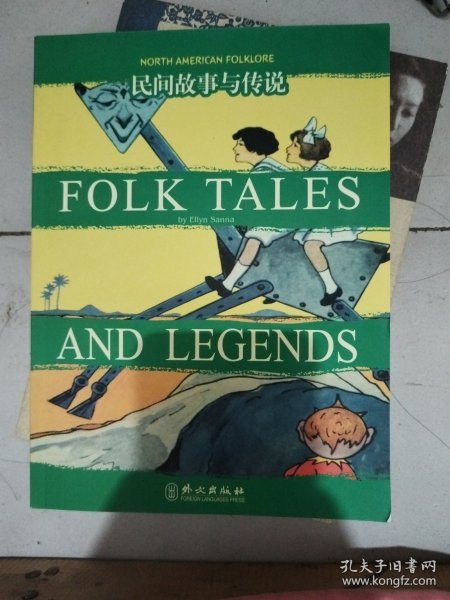 NORTH AMERICAN FOLKLORE
民间故事与传说
FOLK TALES
by Ellyn Sanna
AND LEGENDS
外文出版社
FOREIGN LANGUAGES PRESS
孔夫子旧书网
www.kongfz.com